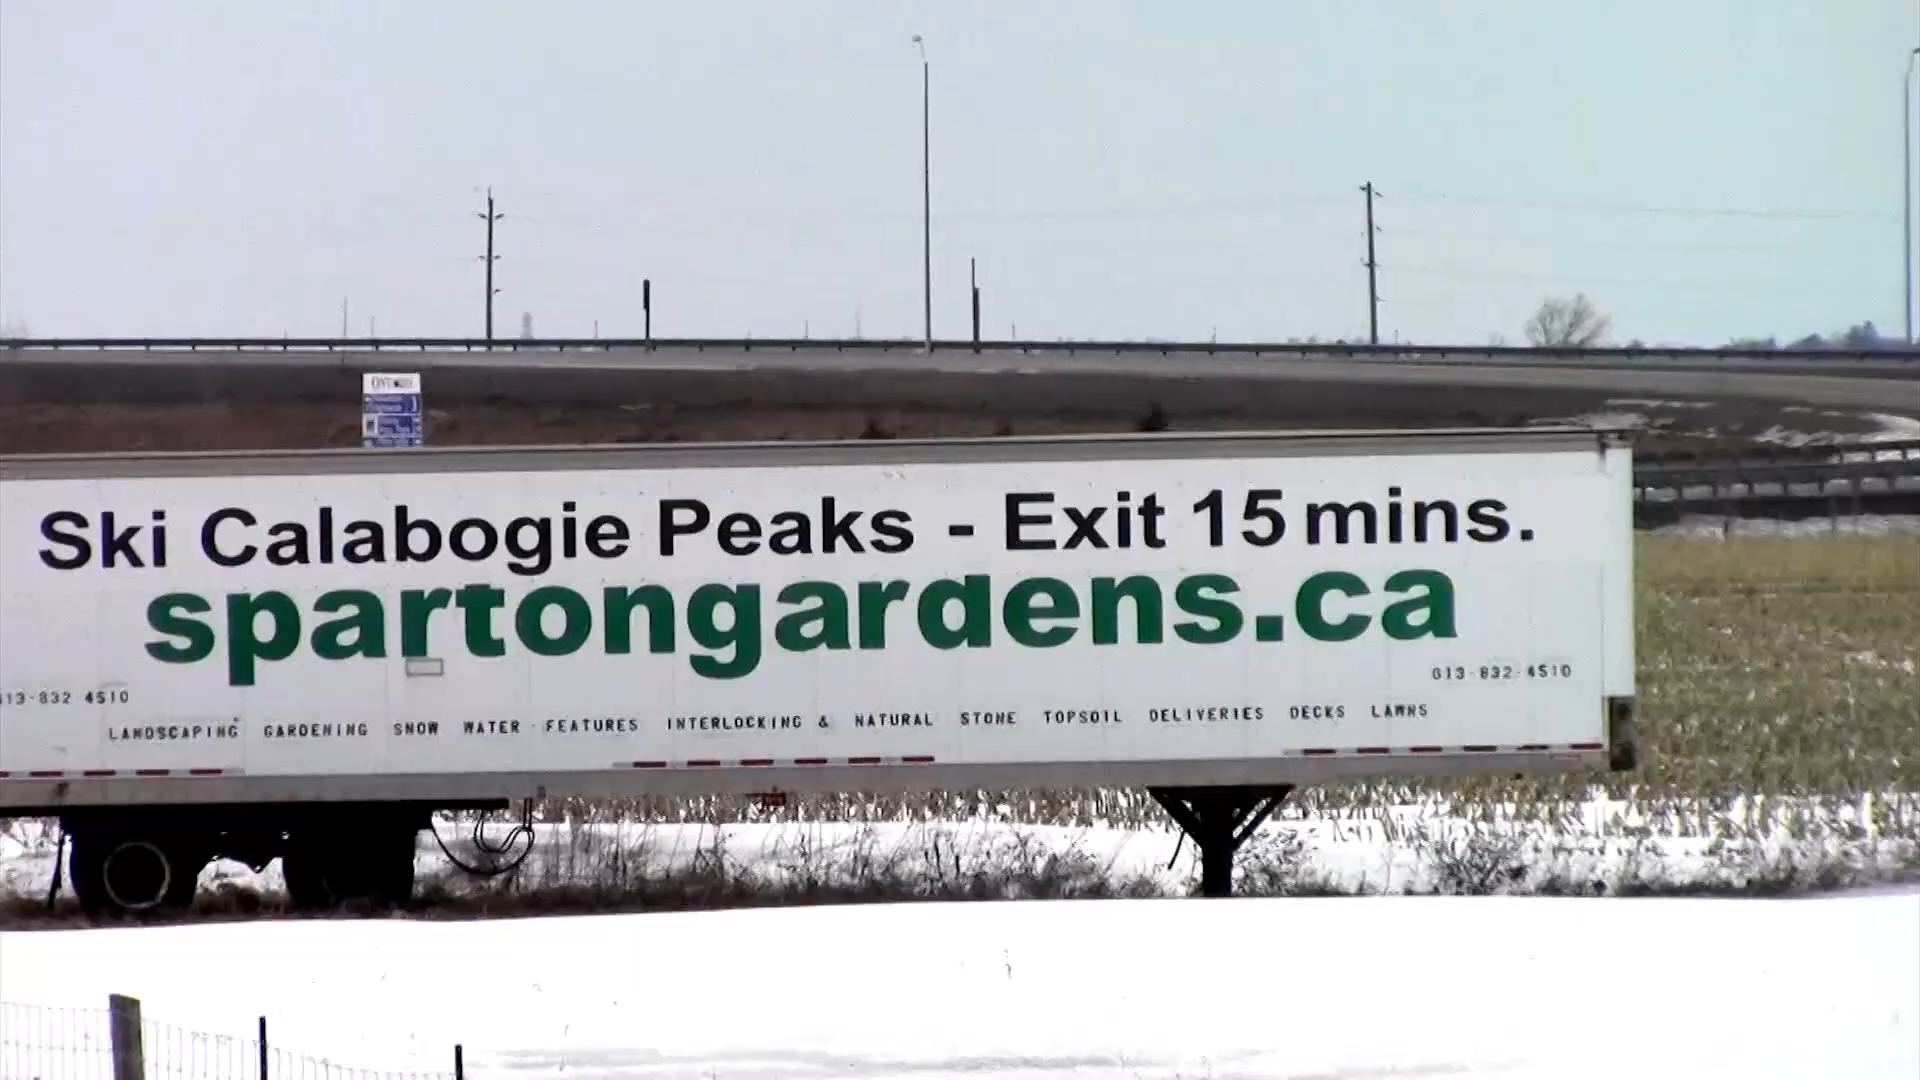 ONTARIO
Ski Calabogie Peaks - Exit 15 mins.
spartongardens.ca
613-832-4510
613-832 4510
LANDSCAPING GARDENING SNOW WATER FEATURES INTERLOCKING & NATURAL STONE TOPSOIL DELIVERIES DECKS LAWNS